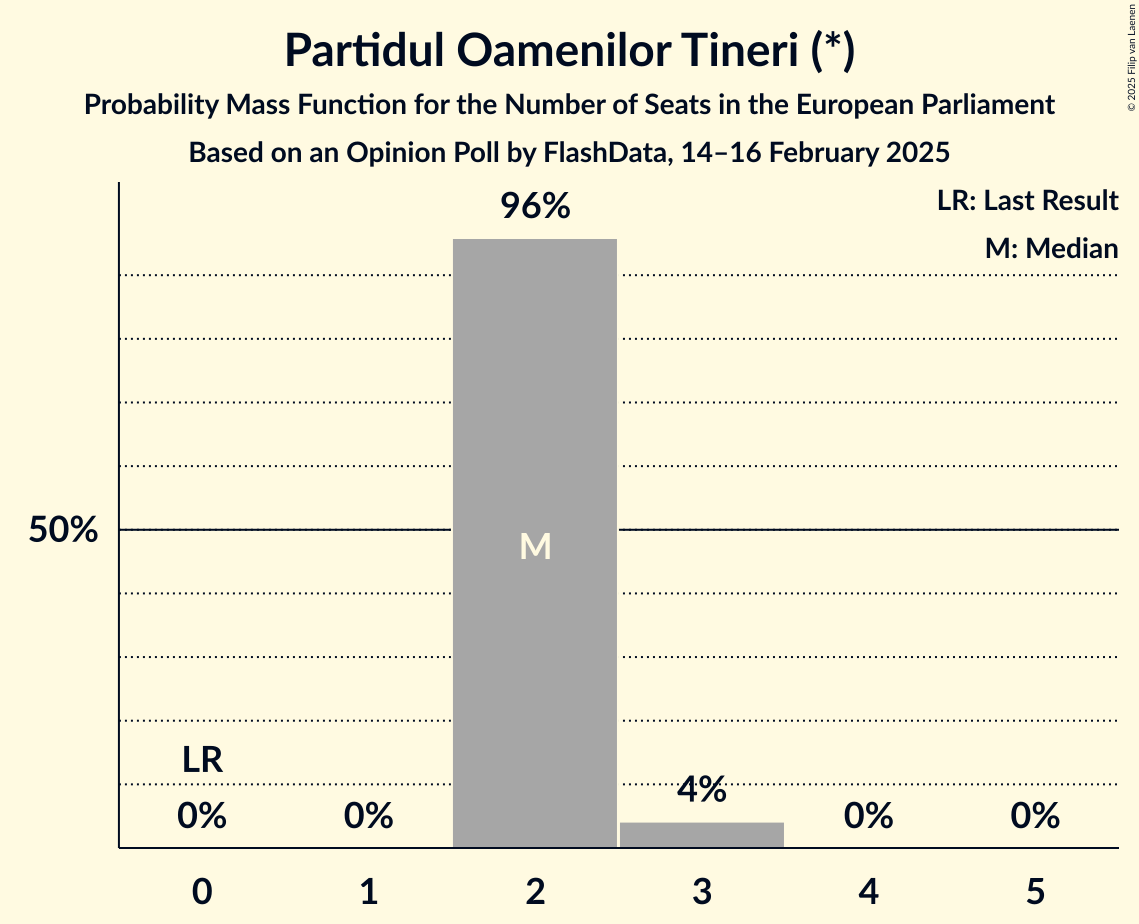 Partidul Oamenilor Tineri (*)
Probability Mass Function for the Number of Seats in the European Parliament
Based on an Opinion Poll by FlashData, 14–16 February 2025
© 2025 Filip van Laenen
LR: Last Result
M: Median
96%
50%
M
LR
0%
0%
4%
0%
0%
0
1
2
3
4
5